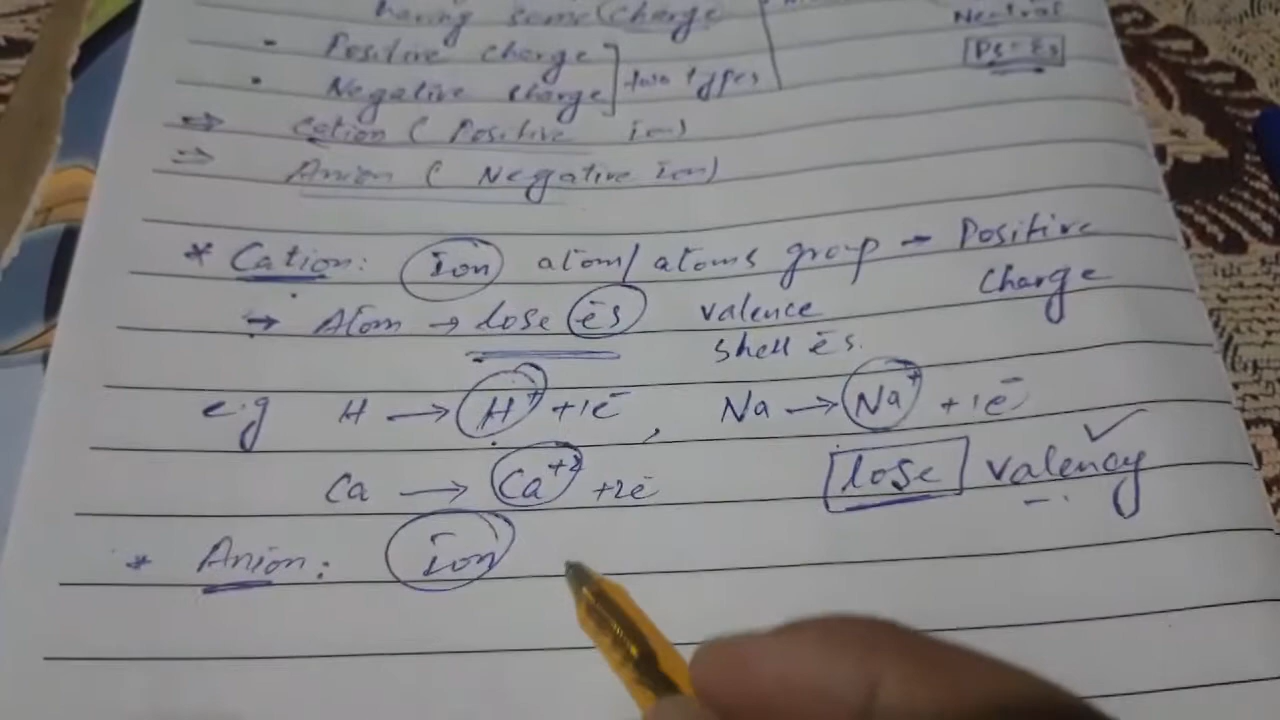 having some charge
Neutral
- Positive charge
Ps = ēs
• Negative charge ] two types
⇒ Cation ( Positive ion)
⇒ Anion ( Negative ion)
* Cation: Ion atom/atoms group - Positive
charge
→ Atom → lose ēs valence
shell ēs.
e.g H → H⁺ +1ē , Na → Na⁺ +1ē
Ca → Ca⁺² +2ē lose valency ✓
* Anion: Ion